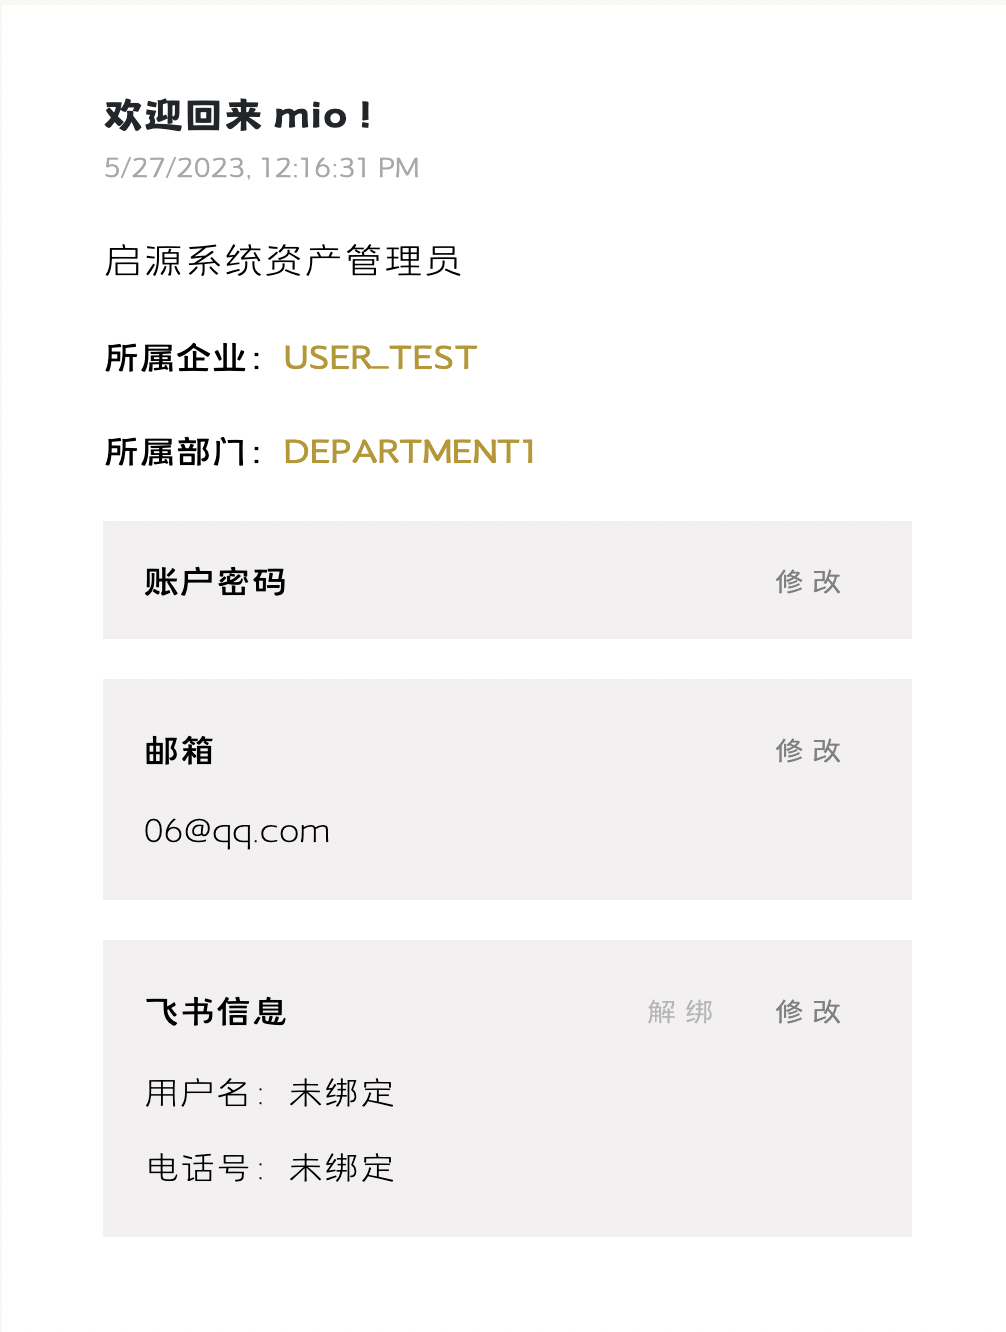 欢迎回来 mio！
5/27/2023, 12:16:31 PM
启源系统资产管理员
所属企业：USER_TEST
所属部门：DEPARTMENT1
账户密码 修改
邮箱 修改
06@qq.com
飞书信息 解绑 修改
用户名：未绑定
电话号：未绑定